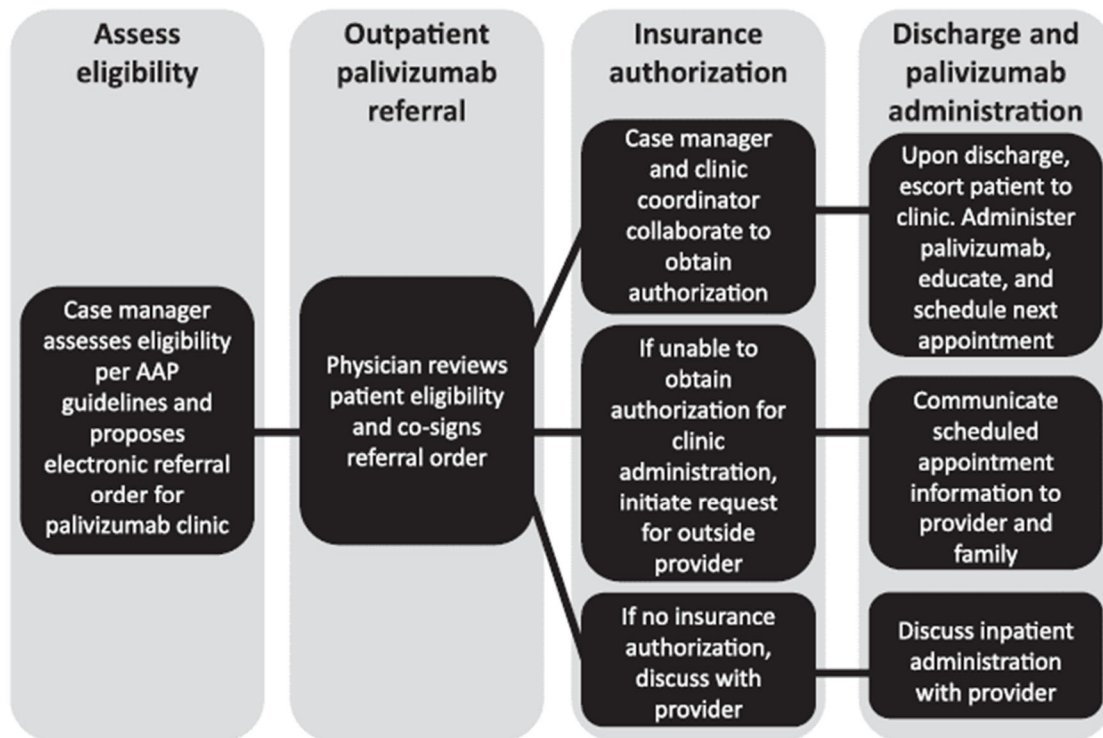 Assess
eligibility
Case manager
assesses eligibility
per AAP
guidelines and
proposes
electronic referral
order for
palivizumab clinic
Outpatient
palivizumab
referral
Physician reviews
patient eligibility
and co-signs
referral order
Insurance
authorization
Case manager
and clinic
coordinator
collaborate to
obtain
authorization
If unable to
obtain
authorization for
clinic
administration,
initiate request
for outside
provider
If no insurance
authorization,
discuss with
provider
Discharge and
palivizumab
administration
Upon discharge,
escort patient to
clinic. Administer
palivizumab,
educate, and
schedule next
appointment
Communicate
scheduled
appointment
information to
provider and
family
Discuss inpatient
administration
with provider